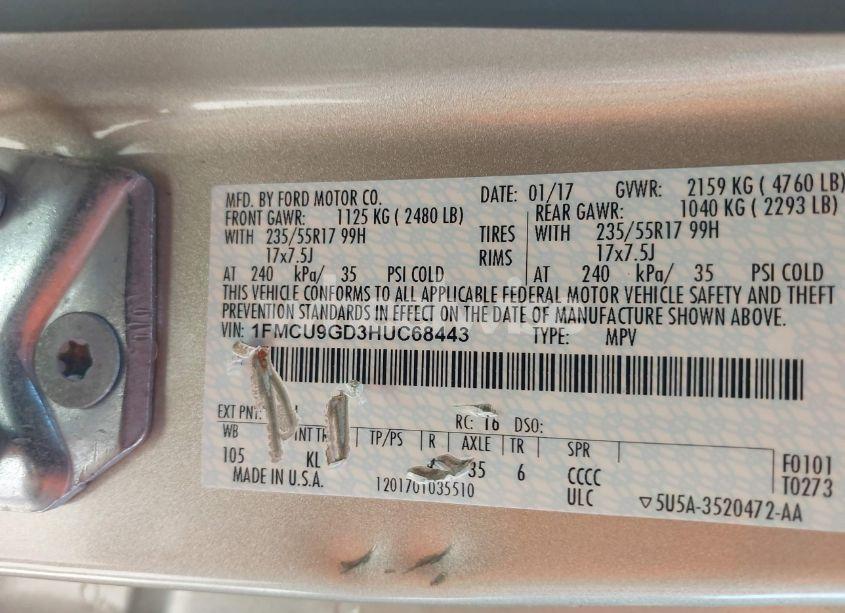 MFD. BY FORD MOTOR CO. DATE: 01/17 GVWR: 2159 KG ( 4760 LB)
FRONT GAWR: 1125 KG ( 2480 LB) REAR GAWR: 1040 KG ( 2293 LB)
WITH 235/55R17 99H TIRES WITH 235/55R17 99H
17x7.5J RIMS 17x7.5J
AT 240 kPa/ 35 PSI COLD AT 240 kPa/ 35 PSI COLD
THIS VEHICLE CONFORMS TO ALL APPLICABLE FEDERAL MOTOR VEHICLE SAFETY AND THEFT
PREVENTION STANDARDS IN EFFECT ON THE DATE OF MANUFACTURE SHOWN ABOVE.
VIN: 1FMCU9GD3HUC68443 TYPE: MPV
EXT PNT: RC: 16 DSO:
WB INT TR TP/PS R AXLE TR SPR
105 KL 35 6 CCCC F0101
MADE IN U.S.A. 1201701035510 ULC T0273
▽5U5A-3520472-AA